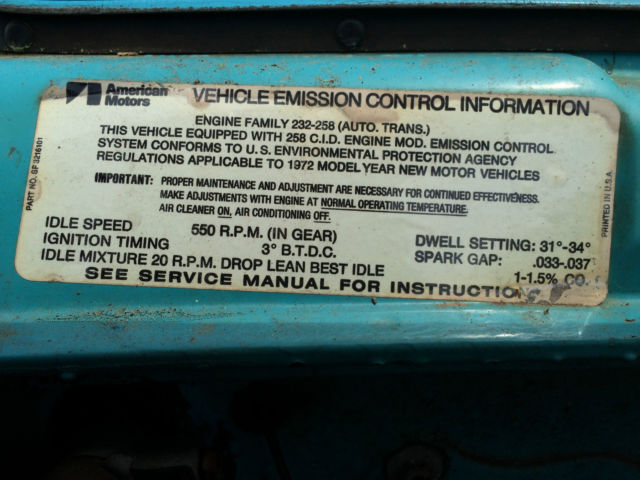 American
Motors
VEHICLE EMISSION CONTROL INFORMATION
ENGINE FAMILY 232-258 (AUTO. TRANS.)
THIS VEHICLE EQUIPPED WITH 258 C.I.D. ENGINE MOD. EMISSION CONTROL
SYSTEM CONFORMS TO U.S. ENVIRONMENTAL PROTECTION AGENCY
REGULATIONS APPLICABLE TO 1972 MODEL YEAR NEW MOTOR VEHICLES
IMPORTANT: PROPER MAINTENANCE AND ADJUSTMENT ARE NECESSARY FOR CONTINUED EFFECTIVENESS.
MAKE ADJUSTMENTS WITH ENGINE AT NORMAL OPERATING TEMPERATURE.
AIR CLEANER ON, AIR CONDITIONING OFF.
IDLE SPEED 550 R.P.M. (IN GEAR) DWELL SETTING: 31°-34°
IGNITION TIMING 3° B.T.D.C. SPARK GAP: .033-.037
IDLE MIXTURE 20 R.P.M. DROP LEAN BEST IDLE 1-1.5% CO.
SEE SERVICE MANUAL FOR INSTRUCTION
PART NO. SF 3216101
PRINTED IN U.S.A.